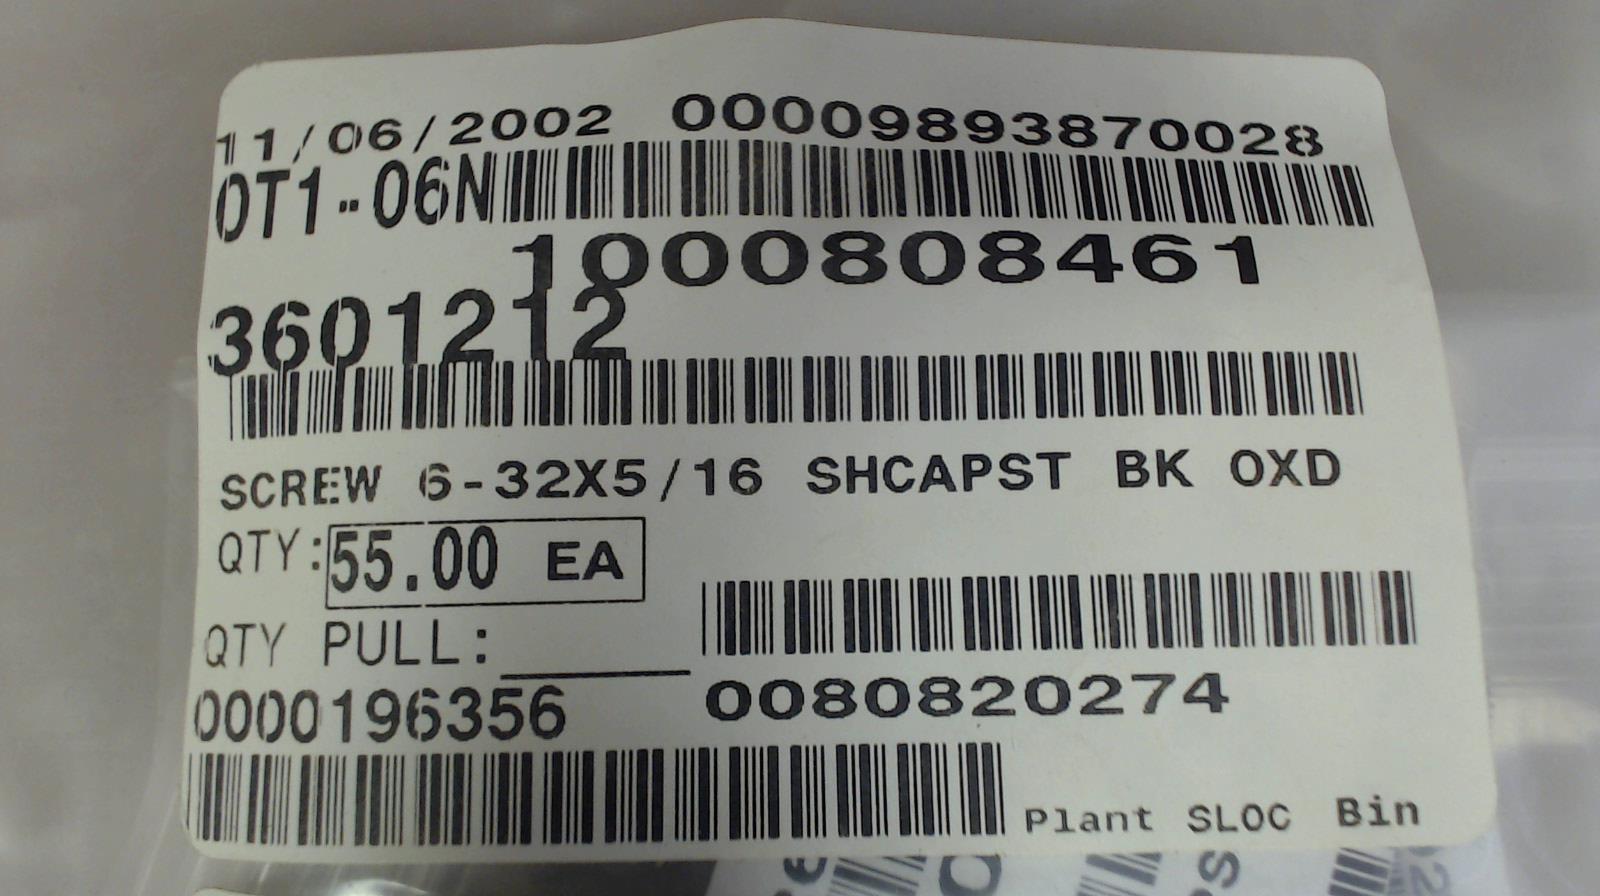 11/06/2002 00009893870028
0T1-06N
1000808461
3601212
SCREW 6-32X5/16 SHCAPST BK OXD
QTY: 55.00 EA
QTY PULL:
0000196356 0080820274
Plant SLOC Bin